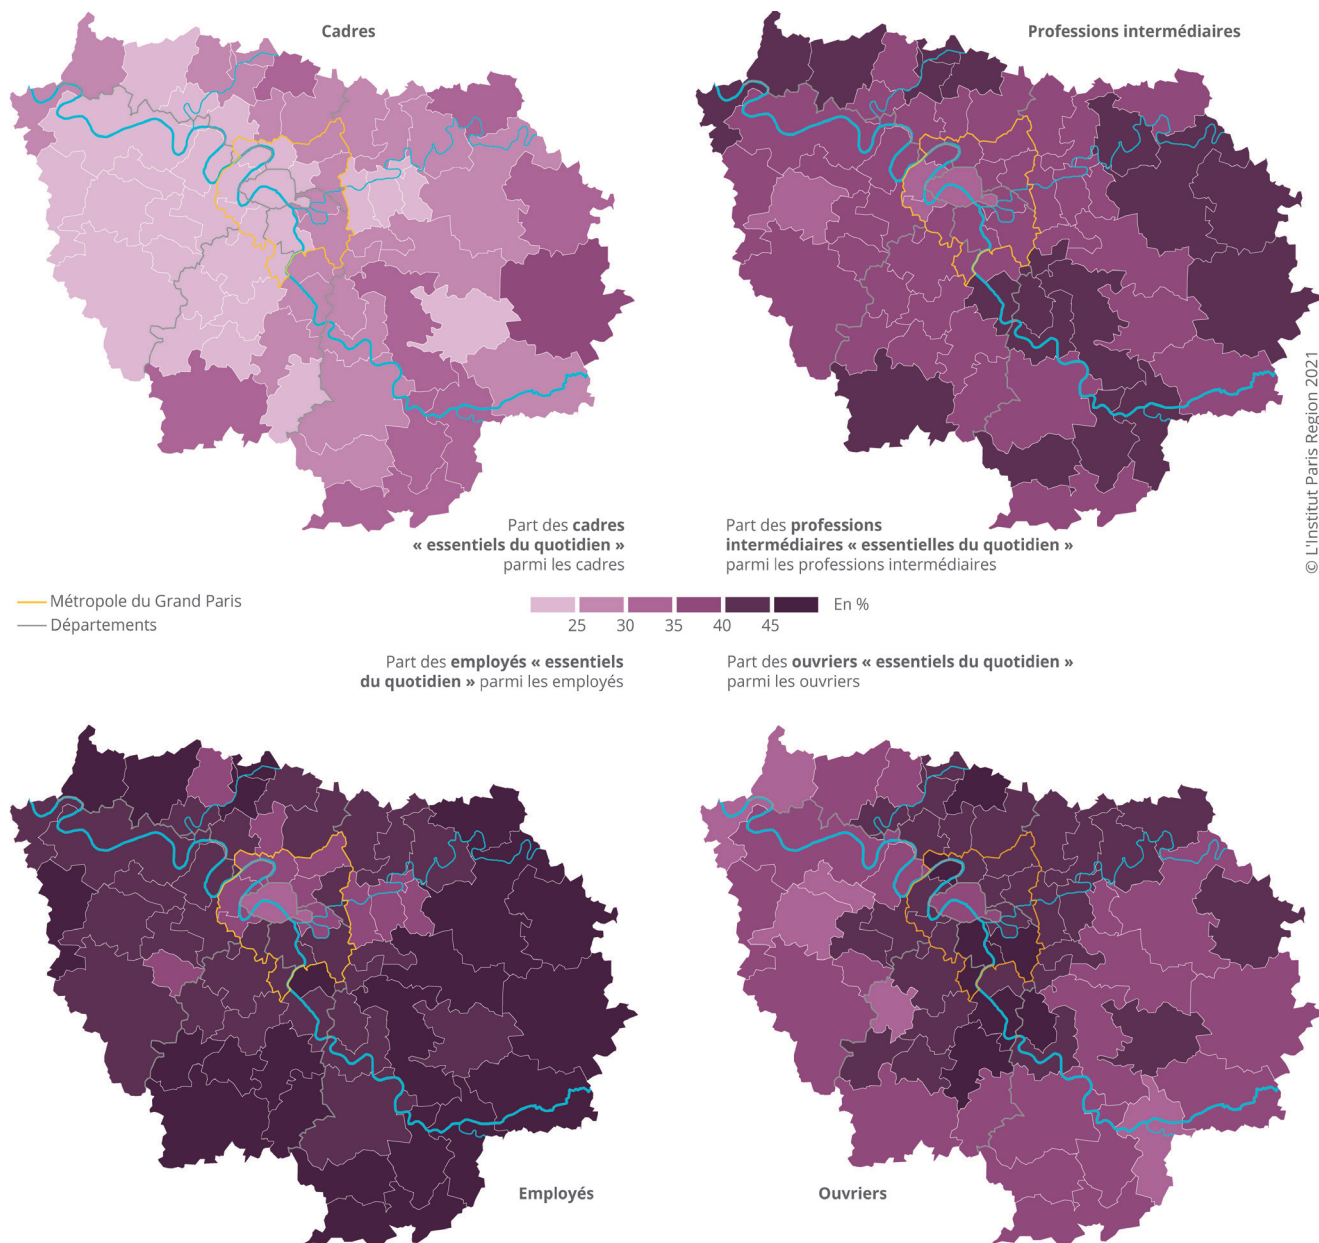 Cadres
Professions intermédiaires
Part des cadres
« essentiels du quotidien »
parmi les cadres
Part des professions
intermédiaires « essentielles du quotidien »
parmi les professions intermédiaires
© L'Institut Paris Region 2021
Métropole du Grand Paris
Départements
En %
25 30 35 40 45
Part des employés « essentiels
du quotidien » parmi les employés
Part des ouvriers « essentiels du quotidien »
parmi les ouvriers
Employés
Ouvriers